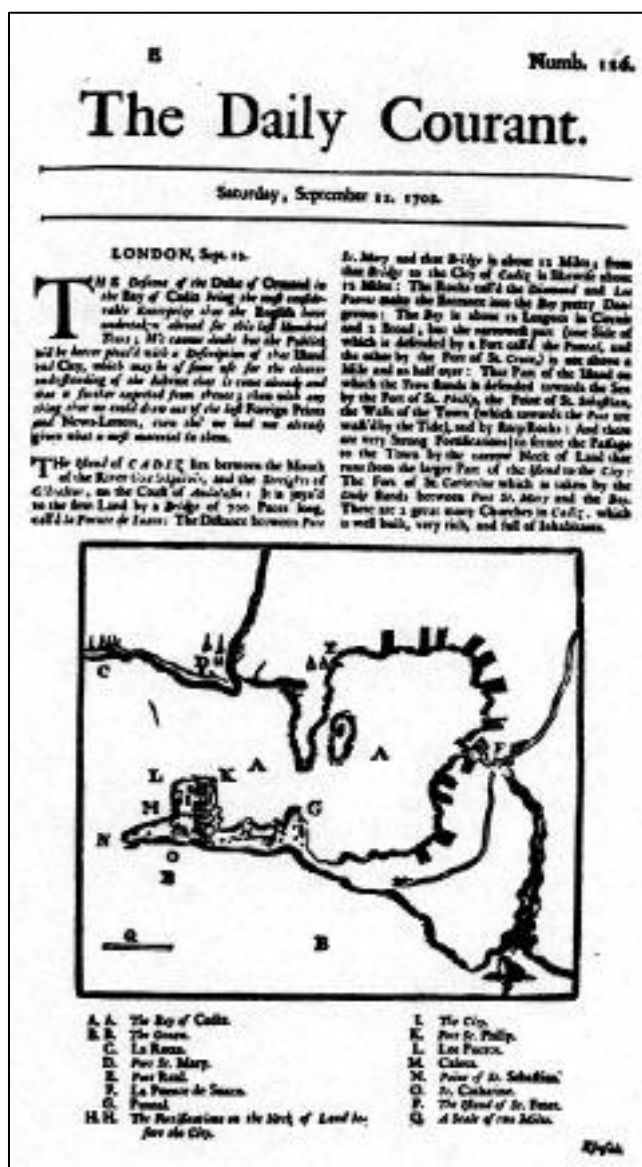 E
Numb. 126.
The Daily Courant.
Saturday, September 12. 1702.
LONDON, Sept. 12.
THE Defence of the Duke of Ormond in
the Bay of Cadiz being the most conside-
rable Enterprize that the English have
undertaken abroad for this last Hundred
Years; We cannot doubt but the Publick
will be better pleas'd with a Description of that Island
and City, which may be of some use for the clearer
understanding of the Advices that is come already and
that is further expected from thence; than with any
thing that we could draw out of the last Foreign Prints
and News-Letters, even tho' we had not already
given what is most material in them.
THE Island of CADIZ lies between the Mouth
of the River and the Streights of
Gibraltar, on the Coast of Andalusia: It is joyn'd
to the firm Land by a Bridge of 700 Paces long,
call'd la Puente de Suaco: The Distance between Port
St. Mary and that Bridge is about 12 Miles; from
that Bridge to the City of Cadiz is likewise about
12 Miles: The Rocks call'd the Diamond and Los
Puercos make the Entrance into the Bay pretty Dan-
gerous: The Bay is about 12 Leagues in Circuit
and 2 Broad, but the narrowest part (one Side of
which is defended by a Fort call'd the Pontal, and
the other by the Fort of St. Croix,) is not above a
Mile and an half over: That Part of the Island on
which the Town stands is defended towards the Sea
by the Fort of St. Philip, the Point of St. Sebastian,
the Walk of the Town (which towards the Port are
wash'd by the Tide), and by Steep Rocks: And there
are very Strong Fortifications to secure the Passage
to the Town by the narrow Neck of Land that
runs from the larger Part of the Island to the City:
The Fort of St. Catherine which is taken by the
stands between Port St. Mary and the Bay.
There are a great many Churches in Cadiz, which
is well built, very rich, and full of Inhabitants.
C
D
E
A
A
F
L
K
M
G
N
O
B
Q
B
A. A. The Bay of Cadiz.
B. B. The Ocean.
C. La Rotta.
D. Port St. Mary.
E. Port Real.
F. La Puente de Suaco.
G. Puntal.
H. H. The Fortifications on the Neck of Land be-
fore the City.
I. The City.
K. Fort St. Philip.
L. Los Puercos.
M. Caleta.
N. Point of St. Sebastian.
O. St. Catharine.
P. The Island of St. Peter.
Q. A Scale of two Miles.